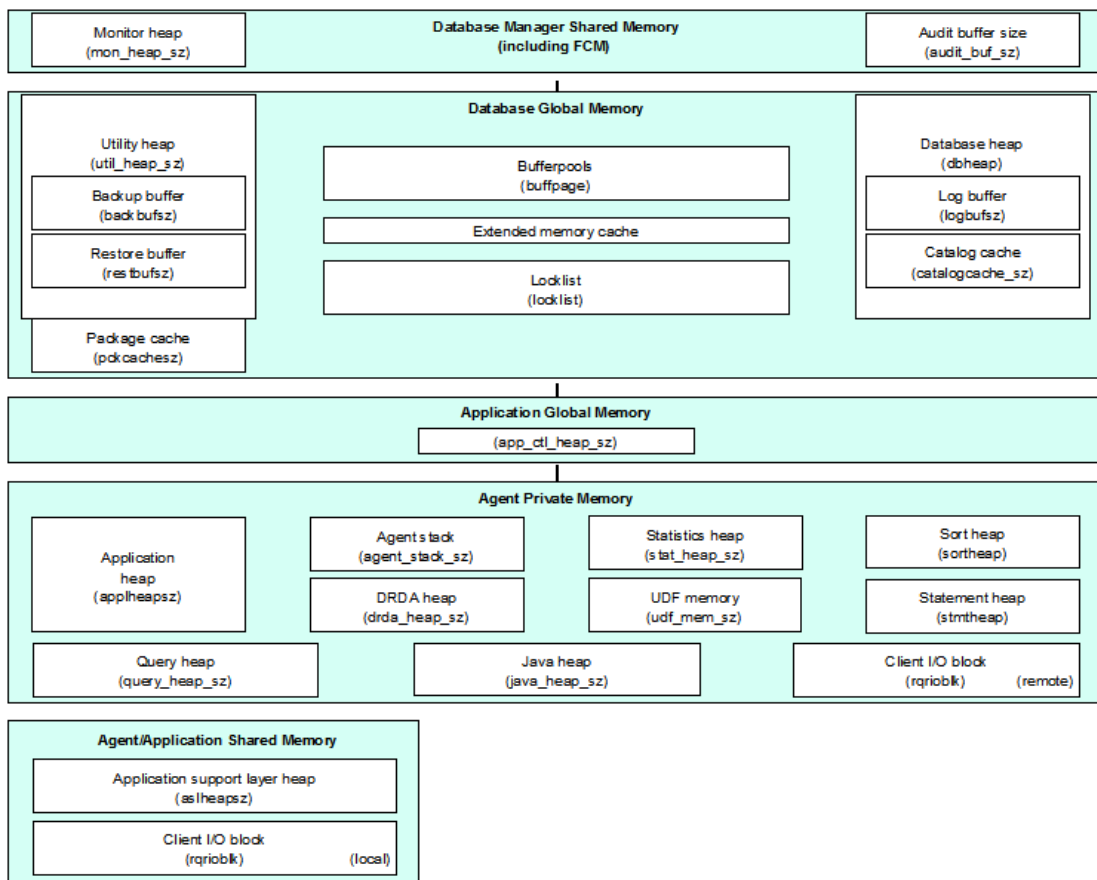 Monitor heap
(mon_heap_sz)
Database Manager Shared Memory
(including FCM)
Audit buffer size
(audit_buf_sz)
Database Global Memory
Utility heap
(util_heap_sz)
Backup buffer
(backbufsz)
Restore buffer
(restbufsz)
Package cache
(pckcachesz)
Bufferpools
(buffpage)
Extended memory cache
Locklist
(locklist)
Database heap
(dbheap)
Log buffer
(logbufsz)
Catalog cache
(catalogcache_sz)
Application Global Memory
(app_ctl_heap_sz)
Agent Private Memory
Application
heap
(applheapsz)
Agent stack
(agent_stack_sz)
Statistics heap
(stat_heap_sz)
Sort heap
(sortheap)
DRDA heap
(drda_heap_sz)
UDF memory
(udf_mem_sz)
Statement heap
(stmtheap)
Query heap
(query_heap_sz)
Java heap
(java_heap_sz)
Client I/O block
(rqrioblk) (remote)
Agent/Application Shared Memory
Application support layer heap
(aslheapsz)
Client I/O block
(rqrioblk) (local)